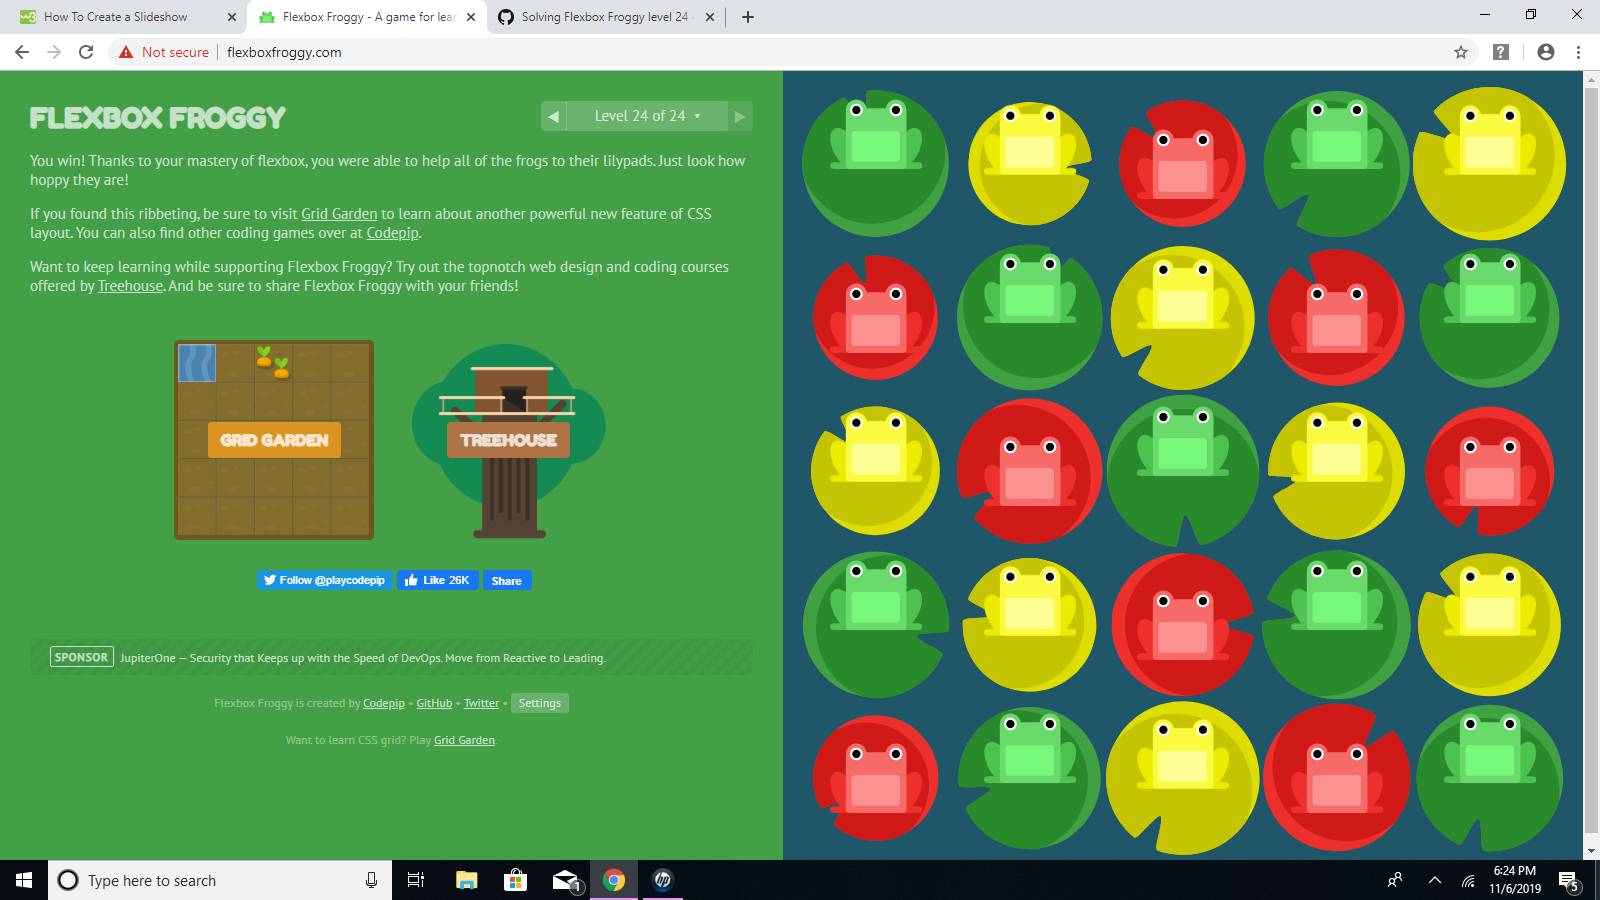 How To Create a Slideshow
Flexbox Froggy - A game for lear
Solving Flexbox Froggy level 24
Not secure
flexboxfroggy.com
FLEXBOX FROGGY
Level 24 of 24
You win! Thanks to your mastery of flexbox, you were able to help all of the frogs to their lilypads. Just look how
hoppy they are!
If you found this ribbeting, be sure to visit Grid Garden to learn about another powerful new feature of CSS
layout. You can also find other coding games over at Codepip.
Want to keep learning while supporting Flexbox Froggy? Try out the topnotch web design and coding courses
offered by Treehouse. And be sure to share Flexbox Froggy with your friends!
GRID GARDEN
TREEHOUSE
Follow @playcodepip
Like 26K
Share
SPONSOR JupiterOne — Security that Keeps up with the Speed of DevOps. Move from Reactive to Leading.
Flexbox Froggy is created by Codepip • GitHub • Twitter • Settings
Want to learn CSS grid? Play Grid Garden.
Type here to search
1
hp
6:24 PM
11/6/2019
5